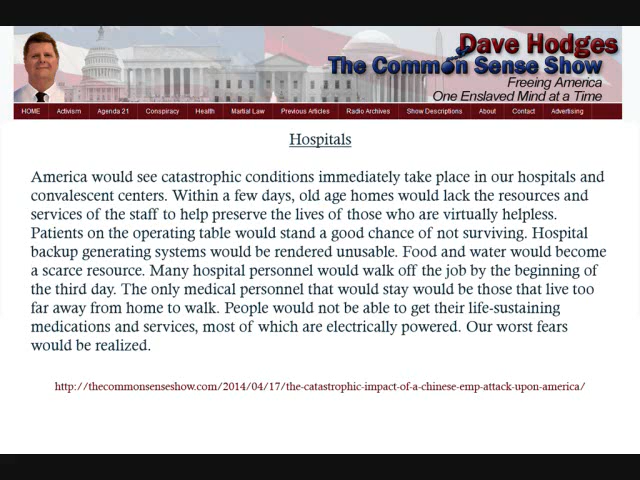 Dave Hodges
The Common Sense Show
Freeing America
One Enslaved Mind at a Time
HOME Activism Agenda 21 Conspiracy Health Martial Law Previous Articles Radio Archives Show Descriptions About Contact Advertising
Hospitals
America would see catastrophic conditions immediately take place in our hospitals and
convalescent centers. Within a few days, old age homes would lack the resources and
services of the staff to help preserve the lives of those who are virtually helpless.
Patients on the operating table would stand a good chance of not surviving. Hospital
backup generating systems would be rendered unusable. Food and water would become
a scarce resource. Many hospital personnel would walk off the job by the beginning of
the third day. The only medical personnel that would stay would be those that live too
far away from home to walk. People would not be able to get their life-sustaining
medications and services, most of which are electrically powered. Our worst fears
would be realized.
http://thecommonsenseshow.com/2014/04/17/the-catastrophic-impact-of-a-chinese-emp-attack-upon-america/